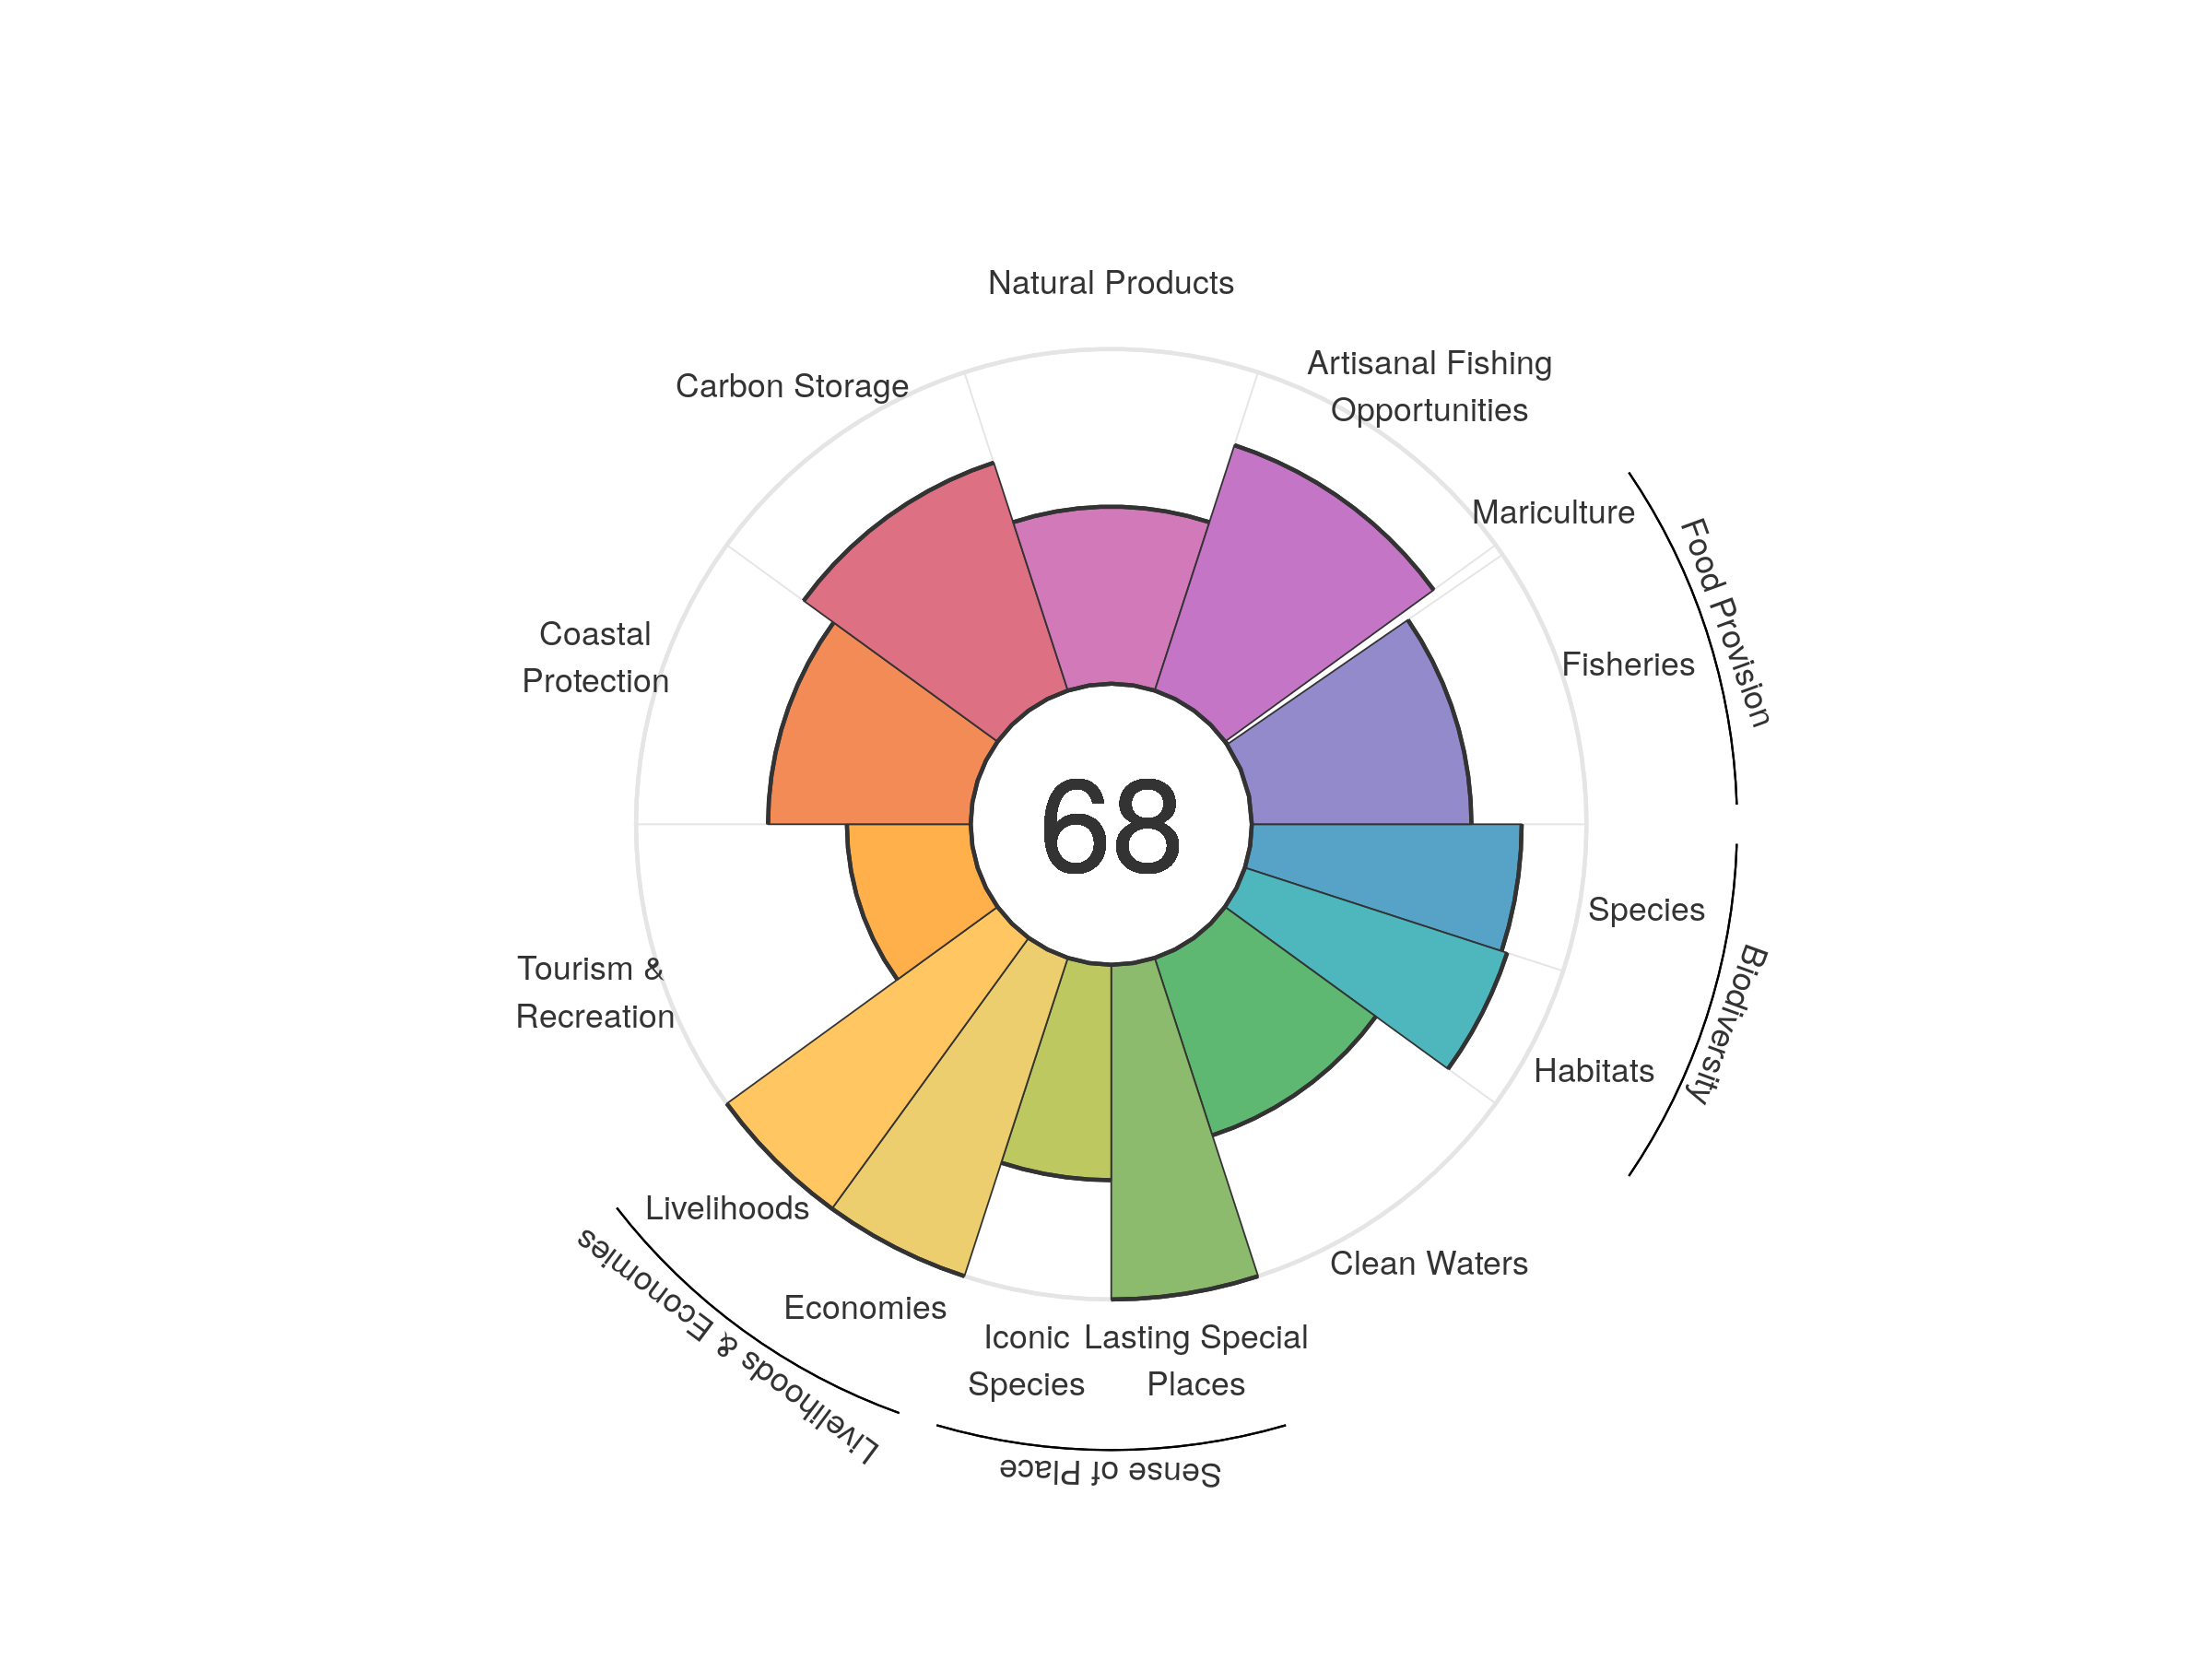 Natural Products
Artisanal Fishing
Opportunities
Carbon Storage
Mariculture
Food Provision
Fisheries
Coastal
Protection
68
Species
Biodiversity
Habitats
Tourism &
Recreation
Livelihoods
Livelihoods & Economies
Economies
Clean Waters
Iconic
Species
Lasting Special
Places
Sense of Place